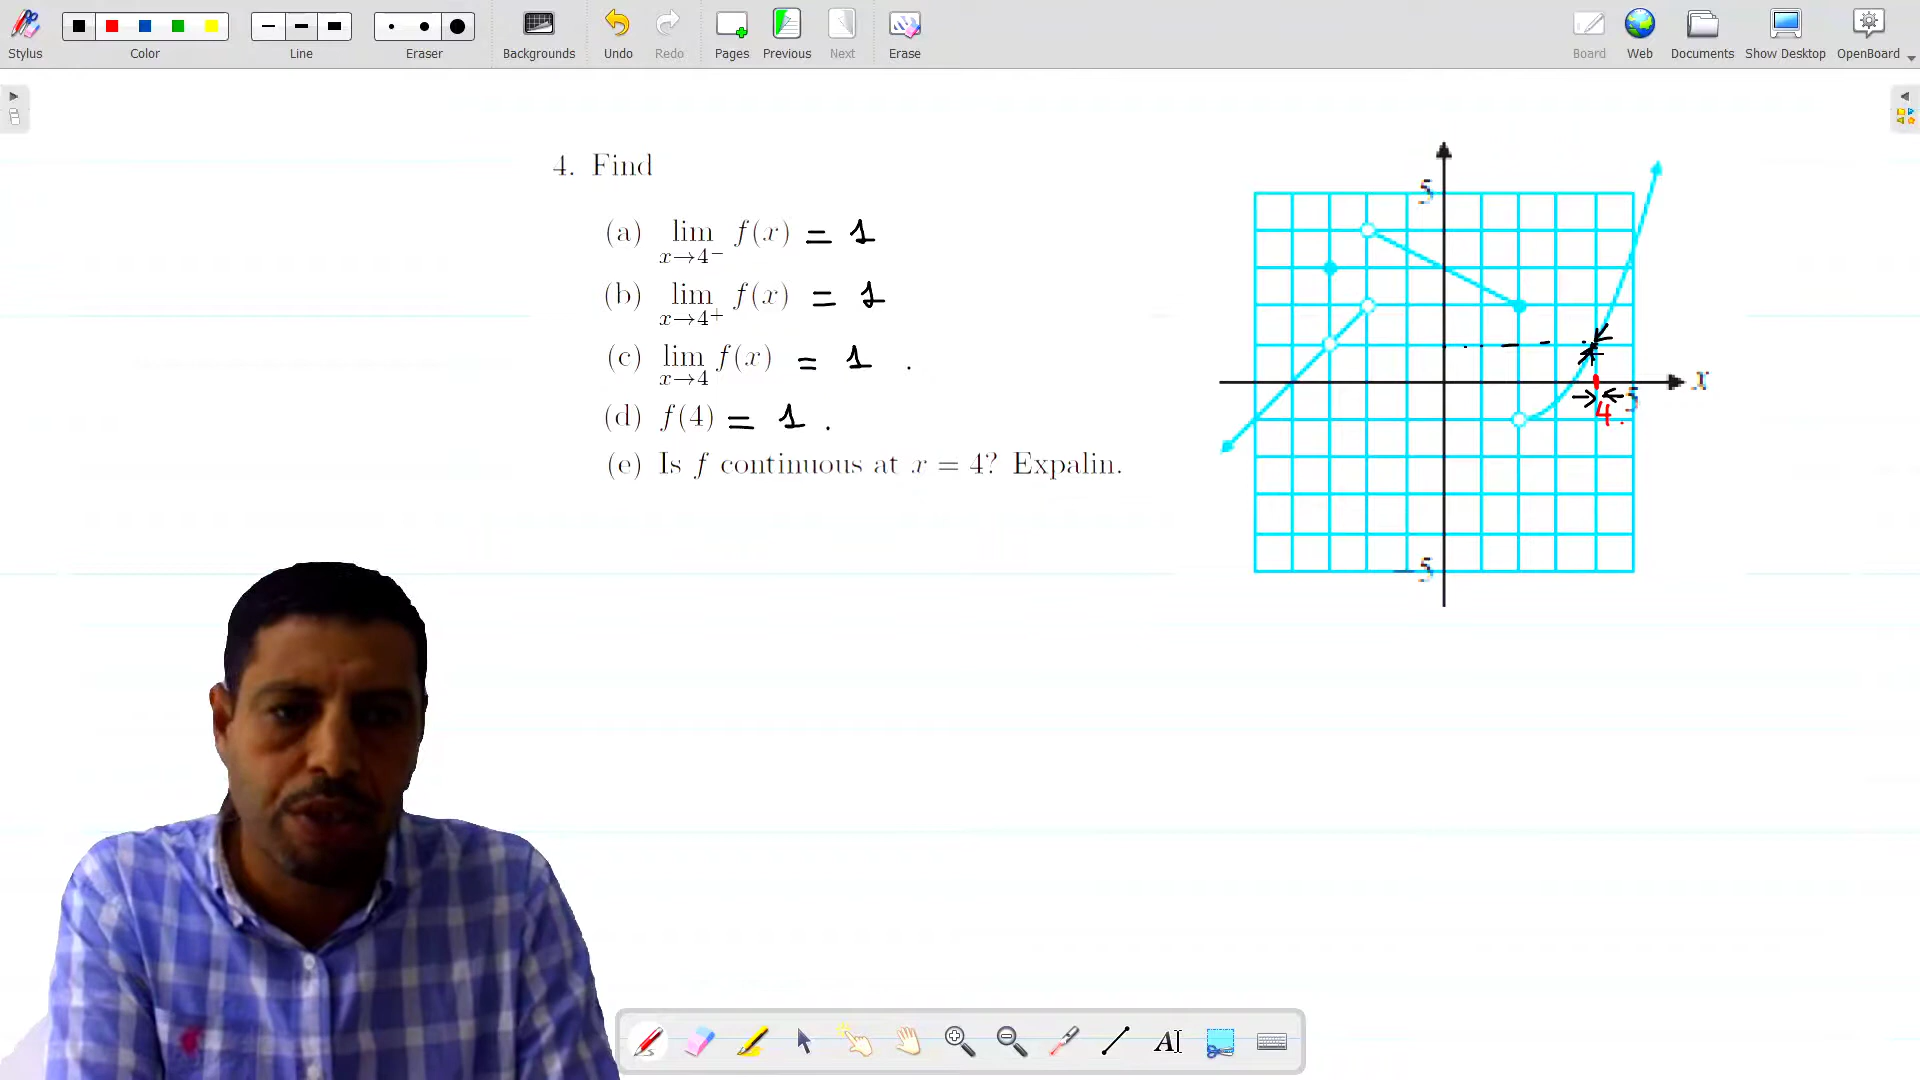 Stylus Color Line Eraser Backgrounds Undo Redo Pages Previous Next Erase Board Web Documents Show Desktop OpenBoard
4. Find
(a) lim x→4⁻ f(x) = 1
(b) lim x→4⁺ f(x) = 1
(c) lim x→4 f(x) = 1 .
(d) f(4) = 1 .
(e) Is f continuous at x = 4? Expalin.
5
x
5
4
−5